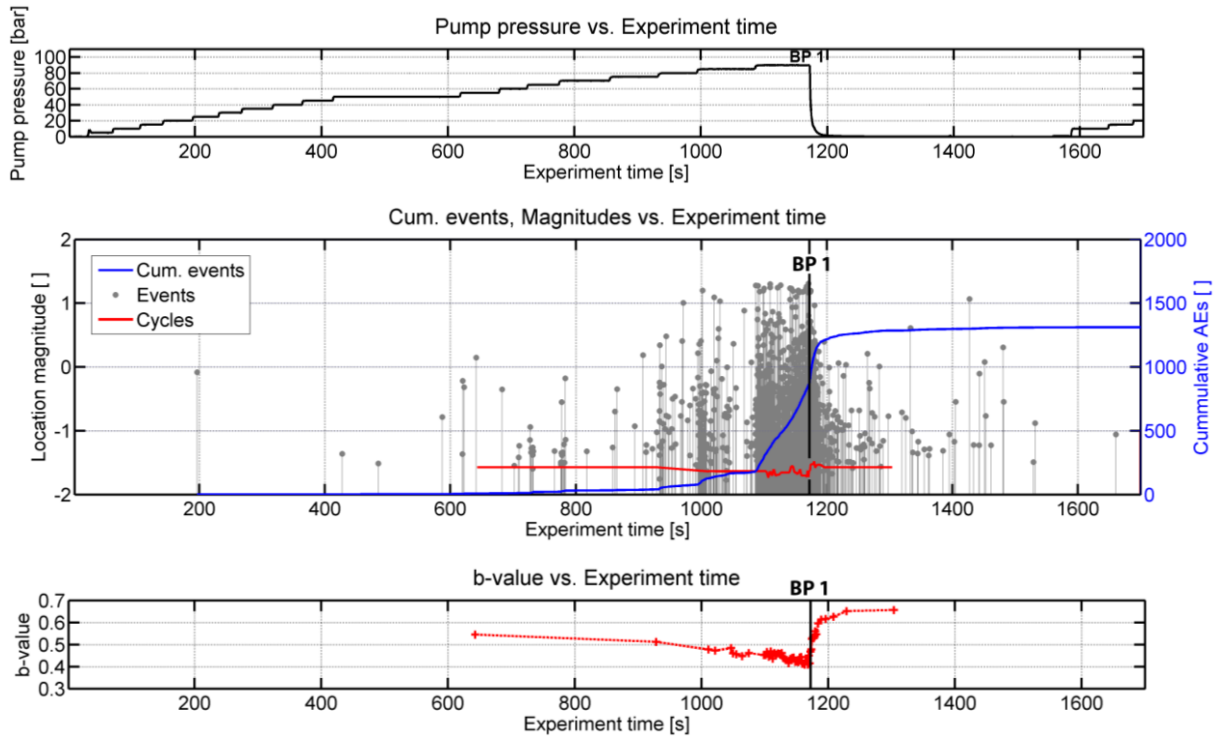 Pump pressure vs. Experiment time
Pump pressure [bar]
100
80
60
40
20
0
BP 1
200 400 600 800 1000 1200 1400 1600
Experiment time [s]
Cum. events, Magnitudes vs. Experiment time
Location magnitude [ ]
2
1
0
-1
-2
Cum. events
Events
Cycles
BP 1
2000
1500
1000
500
0
Cummulative AEs [ ]
200 400 600 800 1000 1200 1400 1600
Experiment time [s]
b-value vs. Experiment time
BP 1
b-value
0.7
0.6
0.5
0.4
0.3
200 400 600 800 1000 1200 1400 1600
Experiment time [s]